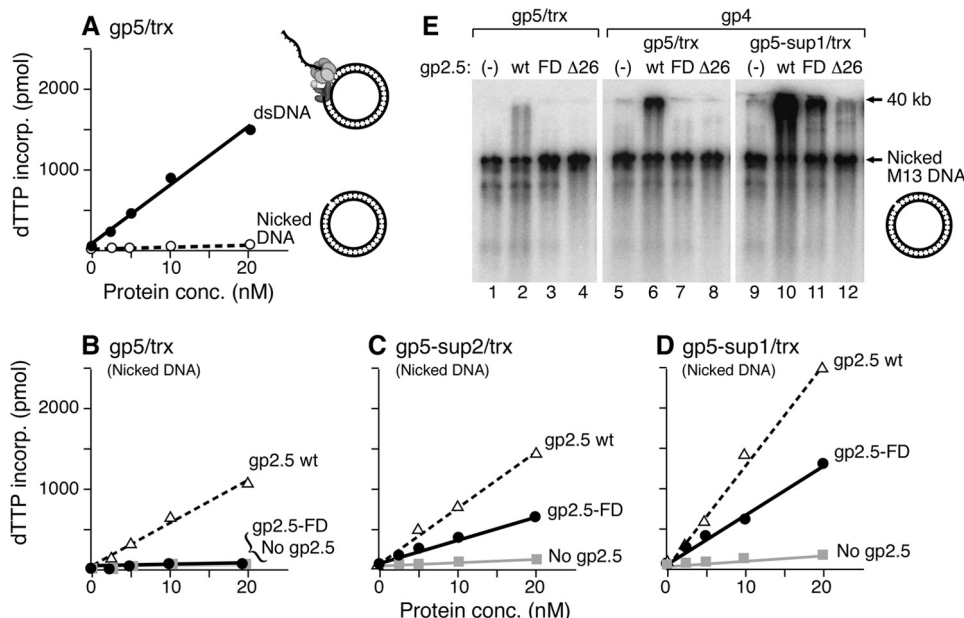 A gp5/trx
dTTP incorp. (pmol)
2000
1000
0
dsDNA
Nicked
DNA
0 10 20
Protein conc. (nM)
E
gp5/trx
gp4
gp5/trx
gp5-sup1/trx
gp2.5: (-) wt FD Δ26 (-) wt FD Δ26 (-) wt FD Δ26
40 kb
Nicked
M13 DNA
1 2 3 4 5 6 7 8 9 10 11 12
B gp5/trx
(Nicked DNA)
dTTP incorp. (pmol)
2000
1000
0
gp2.5 wt
gp2.5-FD
No gp2.5
0 10 20
C gp5-sup2/trx
(Nicked DNA)
gp2.5 wt
gp2.5-FD
No gp2.5
0 10 20
Protein conc. (nM)
D gp5-sup1/trx
(Nicked DNA)
gp2.5 wt
gp2.5-FD
No gp2.5
0 10 20